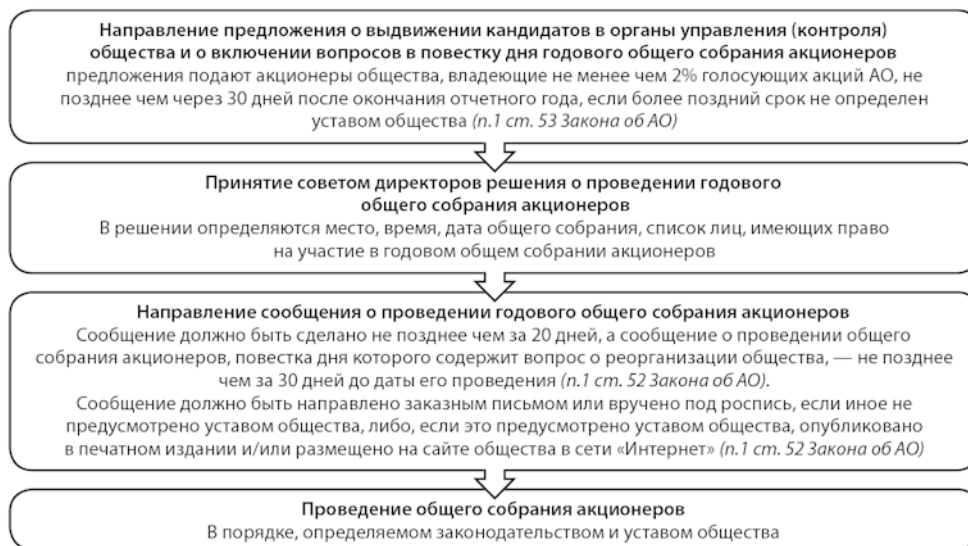 Направление предложения о выдвижении кандидатов в органы управления (контроля)
общества и о включении вопросов в повестку дня годового общего собрания акционеров
предложения подают акционеры общества, владеющие не менее чем 2% голосующих акций АО, не
позднее чем через 30 дней после окончания отчетного года, если более поздний срок не определен
уставом общества (п.1 ст. 53 Закона об АО)
Принятие советом директоров решения о проведении годового
общего собрания акционеров
В решении определяются место, время, дата общего собрания, список лиц, имеющих право
на участие в годовом общем собрании акционеров
Направление сообщения о проведении годового общего собрания акционеров
Сообщение должно быть сделано не позднее чем за 20 дней, а сообщение о проведении общего
собрания акционеров, повестка дня которого содержит вопрос о реорганизации общества, — не позднее
чем за 30 дней до даты его проведения (п.1 ст. 52 Закона об АО).
Сообщение должно быть направлено заказным письмом или вручено под роспись, если иное не
предусмотрено уставом общества, либо, если это предусмотрено уставом общества, опубликовано
в печатном издании и/или размещено на сайте общества в сети «Интернет» (п.1 ст. 52 Закона об АО)
Проведение общего собрания акционеров
В порядке, определяемом законодательством и уставом общества